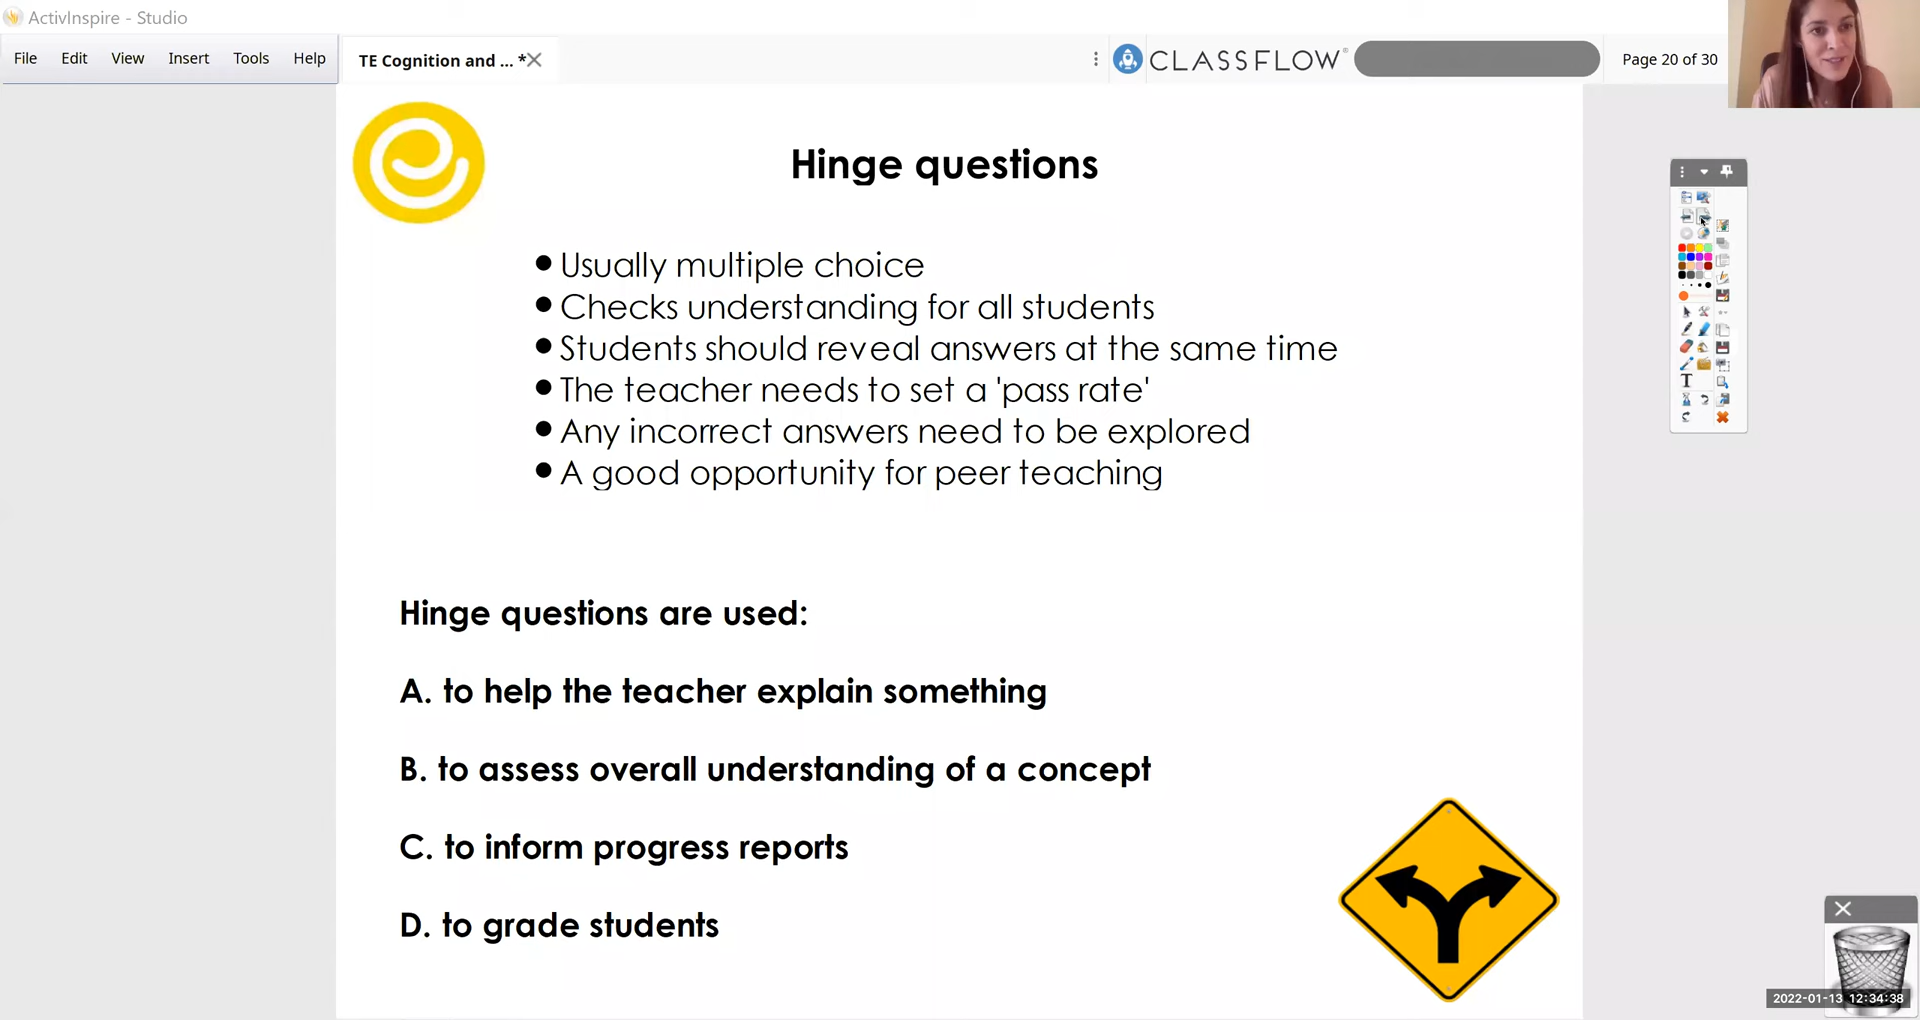 ActivInspire - Studio
File Edit View Insert Tools Help
TE Cognition and ... *
CLASSFLOW
Page 20 of 30
Hinge questions
• Usually multiple choice
• Checks understanding for all students
• Students should reveal answers at the same time
• The teacher needs to set a 'pass rate'
• Any incorrect answers need to be explored
• A good opportunity for peer teaching
Hinge questions are used:
A. to help the teacher explain something
B. to assess overall understanding of a concept
C. to inform progress reports
D. to grade students
2022-01-13 12:34:38